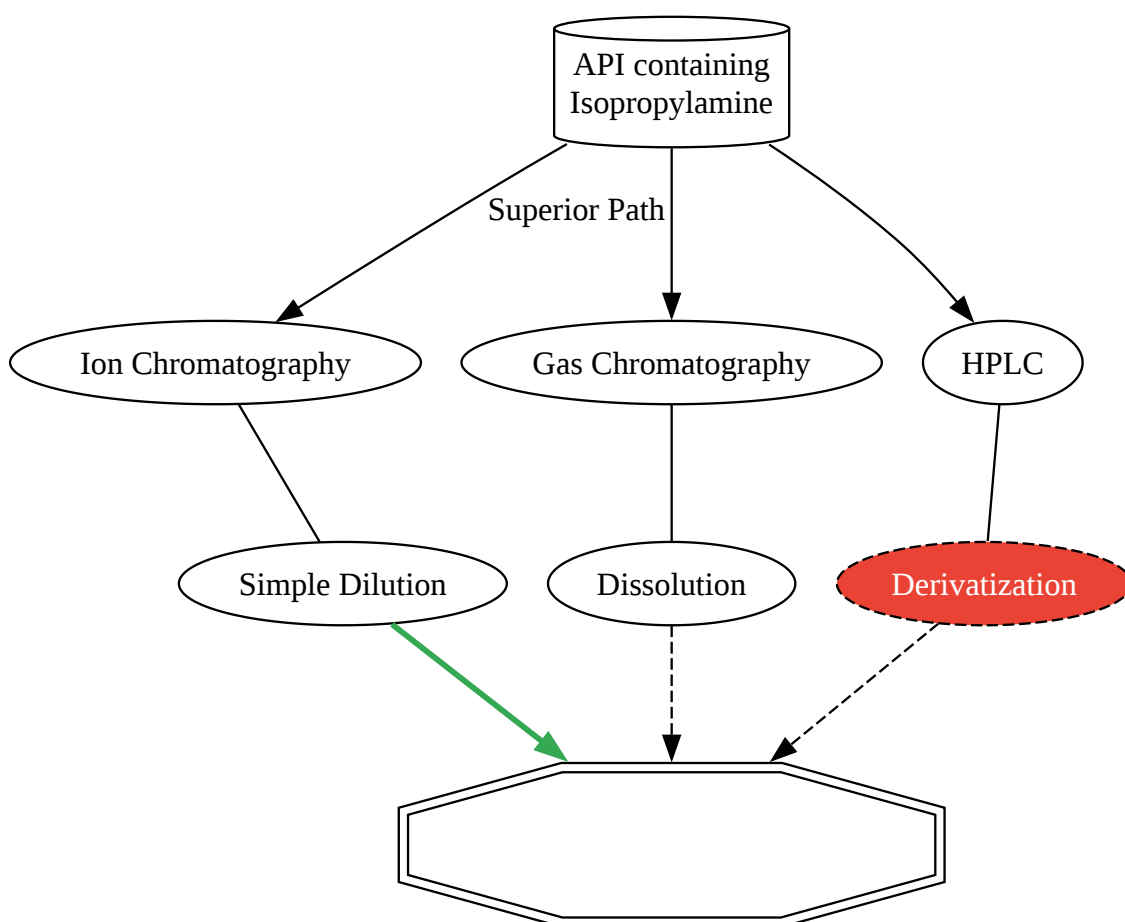 API containing
Isopropylamine
Superior Path
Ion Chromatography
Gas Chromatography
HPLC
Simple Dilution
Dissolution
Derivatization